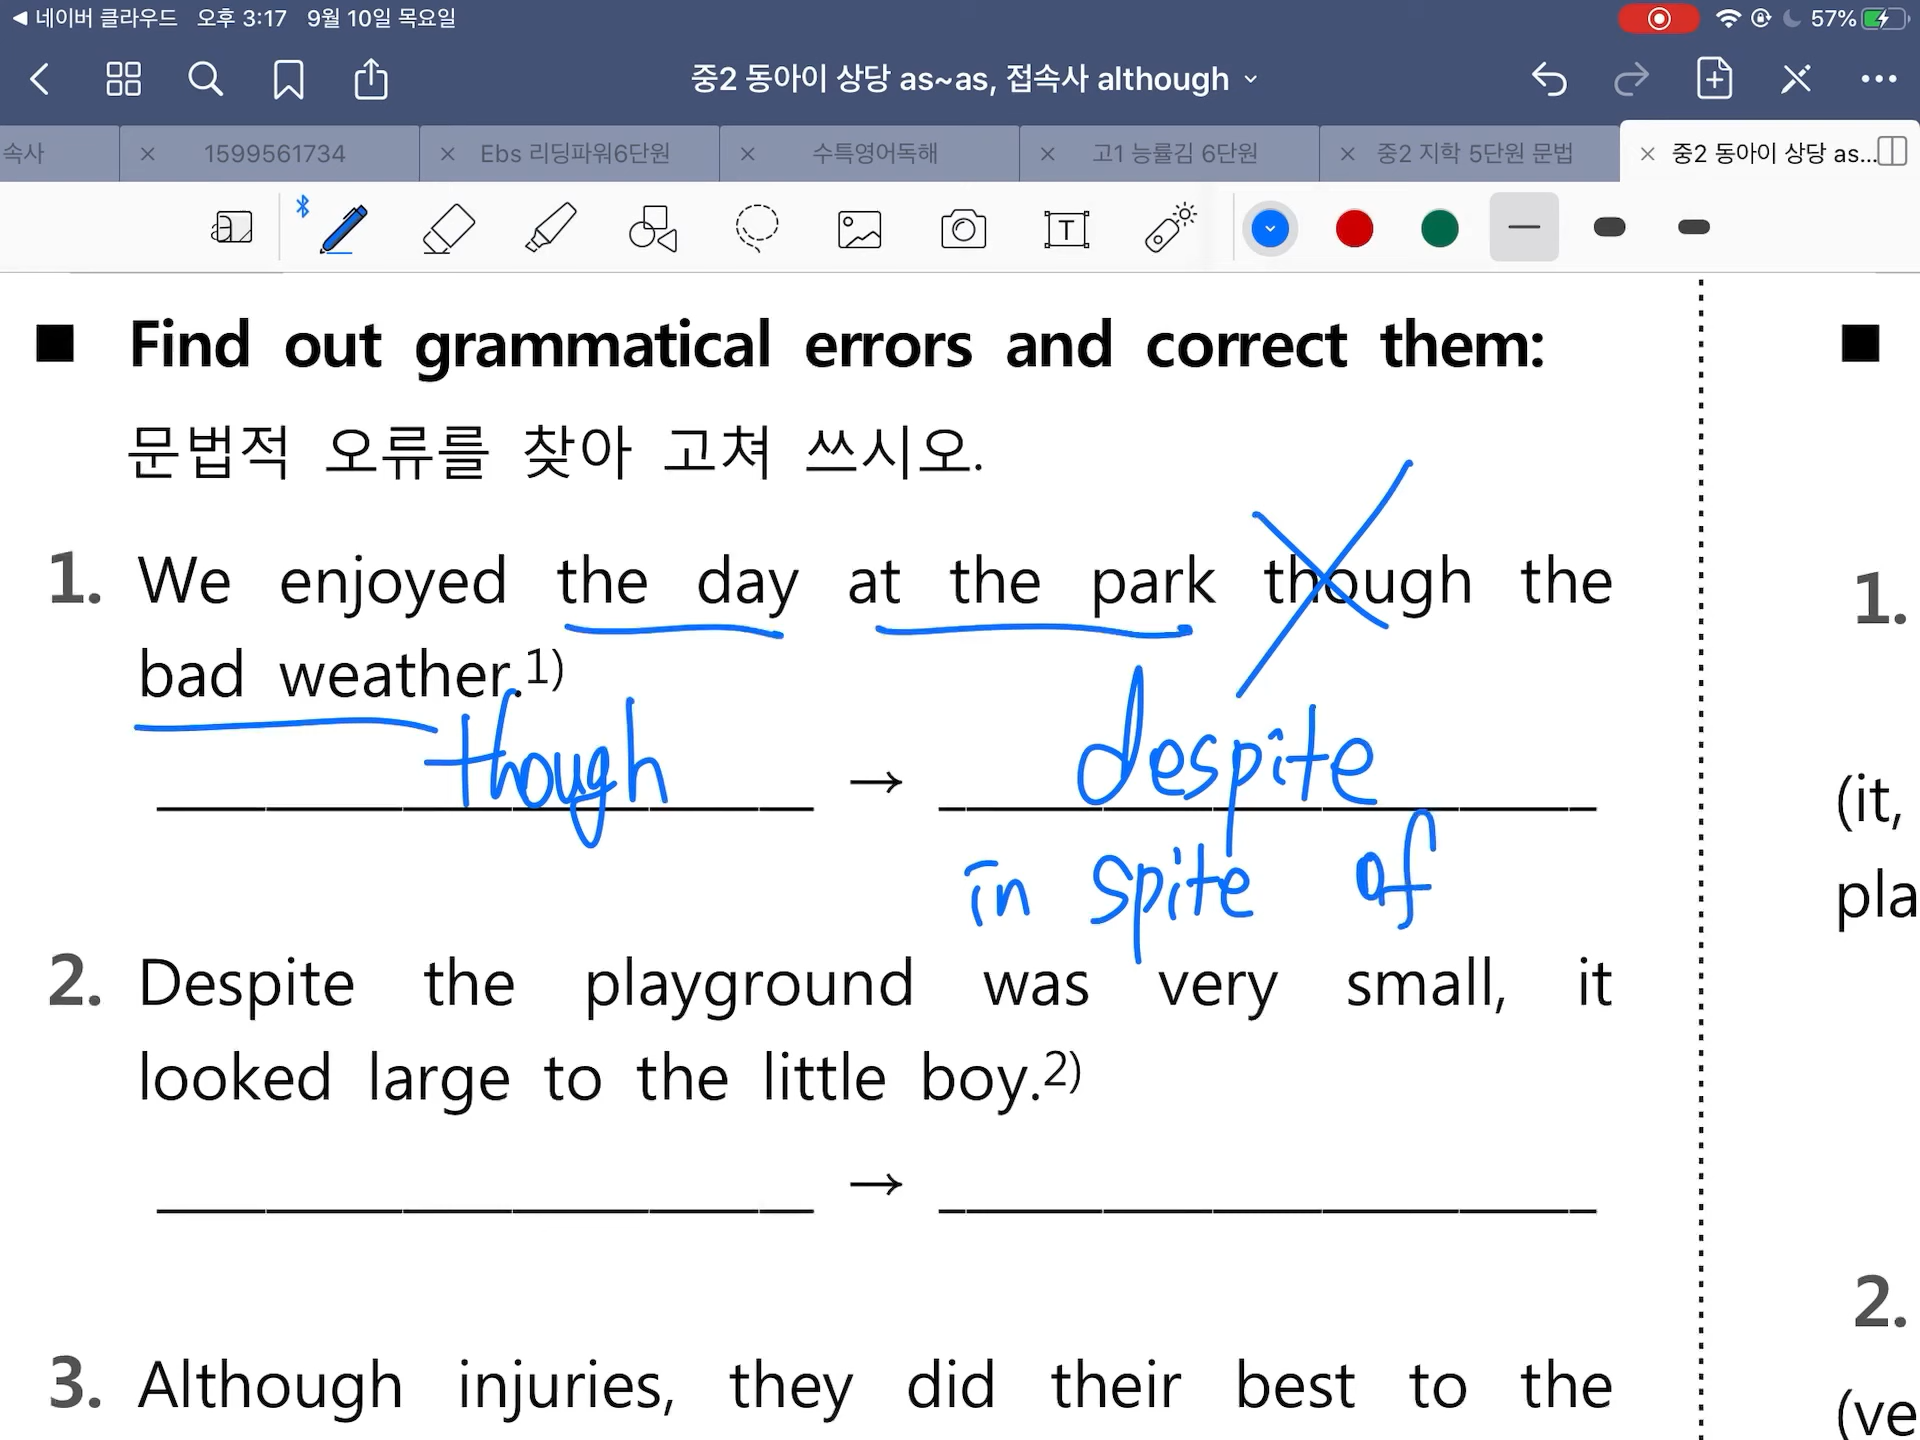 ◀ 네이버 클라우드 오후 3:17 9월 10일 목요일 57%
중2 동아이 상당 as~as, 접속사 although
속사 × 1599561734 × Ebs 리딩파워6단원 × 수특영어독해 × 고1 능률김 6단원 × 중2 지학 5단원 문법 × 중2 동아이 상당 as...
■ Find out grammatical errors and correct them:
문법적 오류를 찾아 고쳐 쓰시오.
1. We enjoyed the day at the park though the
bad weather.1)
though → despite
in spite of
2. Despite the playground was very small, it
looked large to the little boy.2)
→
3. Although injuries, they did their best to the
■
1.
(it,
pla
2.
(ve